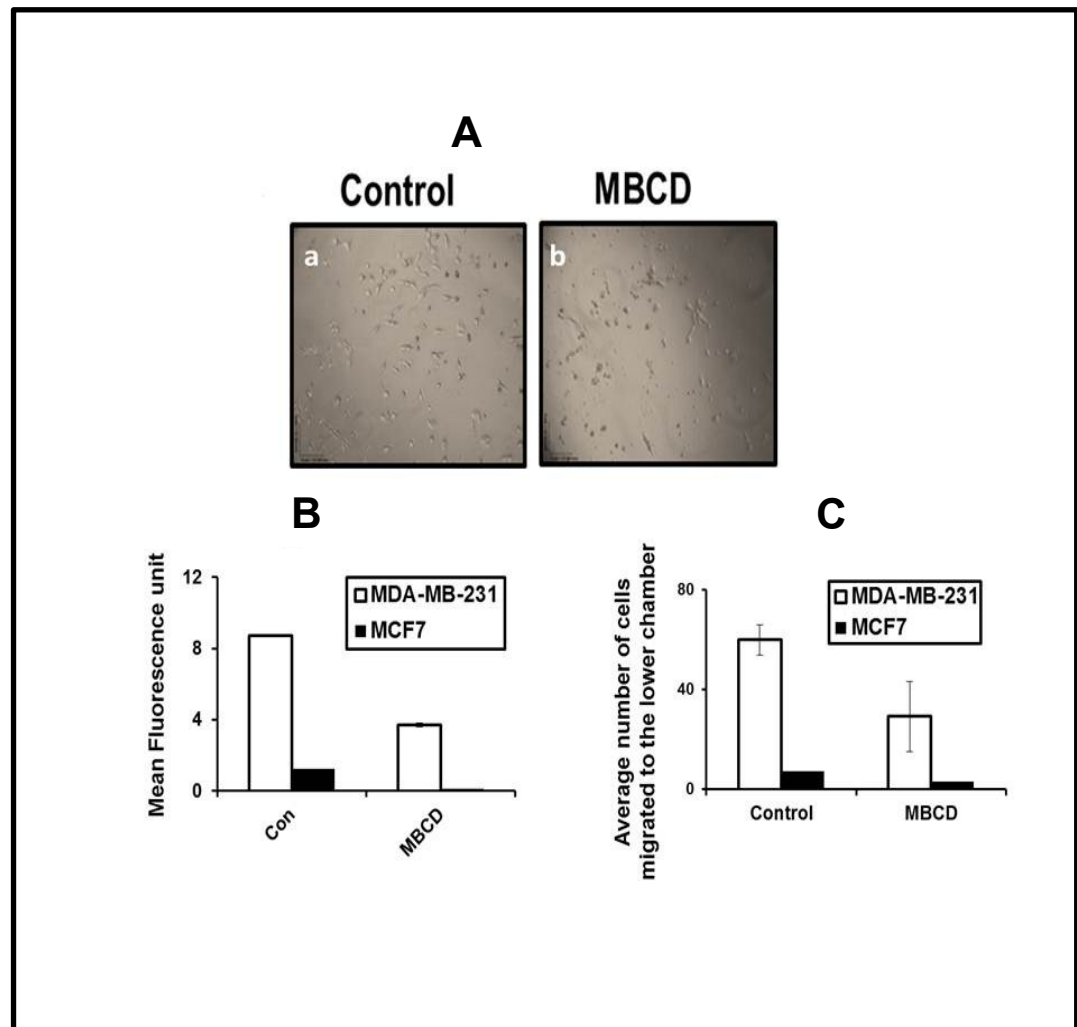 A
Control
MBCD
a
b
B
C
Mean Fluorescence unit
12
8
4
0
MDA-MB-231
MCF7
Con
MBCD
Average number of cells
migrated to the lower chamber
80
40
0
MDA-MB-231
MCF7
Control
MBCD